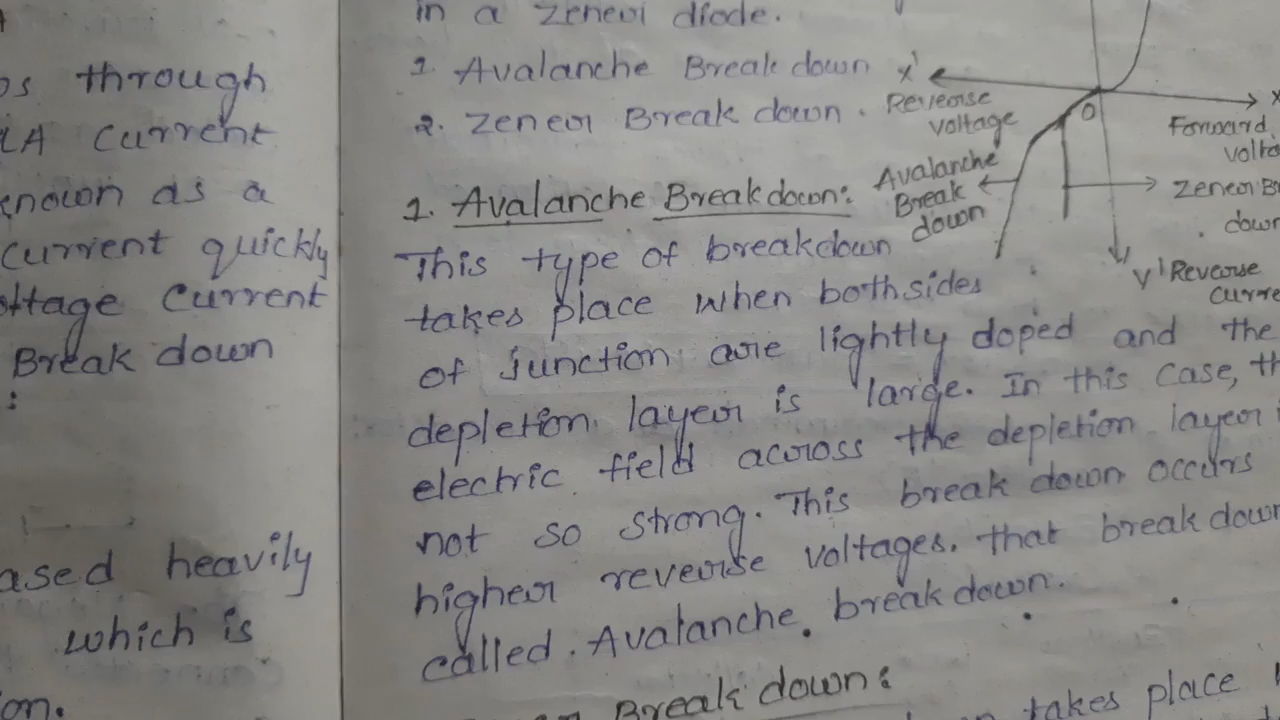 os through
LA Current
known as a
Current quickly
oltage Current
Break down
:
ased heavily
which is
on.
in a Zener diode.
1. Avalanche Break down
2. Zener Break down.
1. Avalanche Breakdown:
This type of breakdown
takes place when both sides
of junction are lightly doped and the
depletion layer is large. In this case, th
electric field across the depletion layer i
not so strong. This break down occurs
higher reverse voltages. that break down
called. Avalanche break down.
Break down:
takes place
X'
Reverse
voltage
O
X
Forward
volta
Avalanche
Break
down
Zener B
down
Y' Reverse
curre